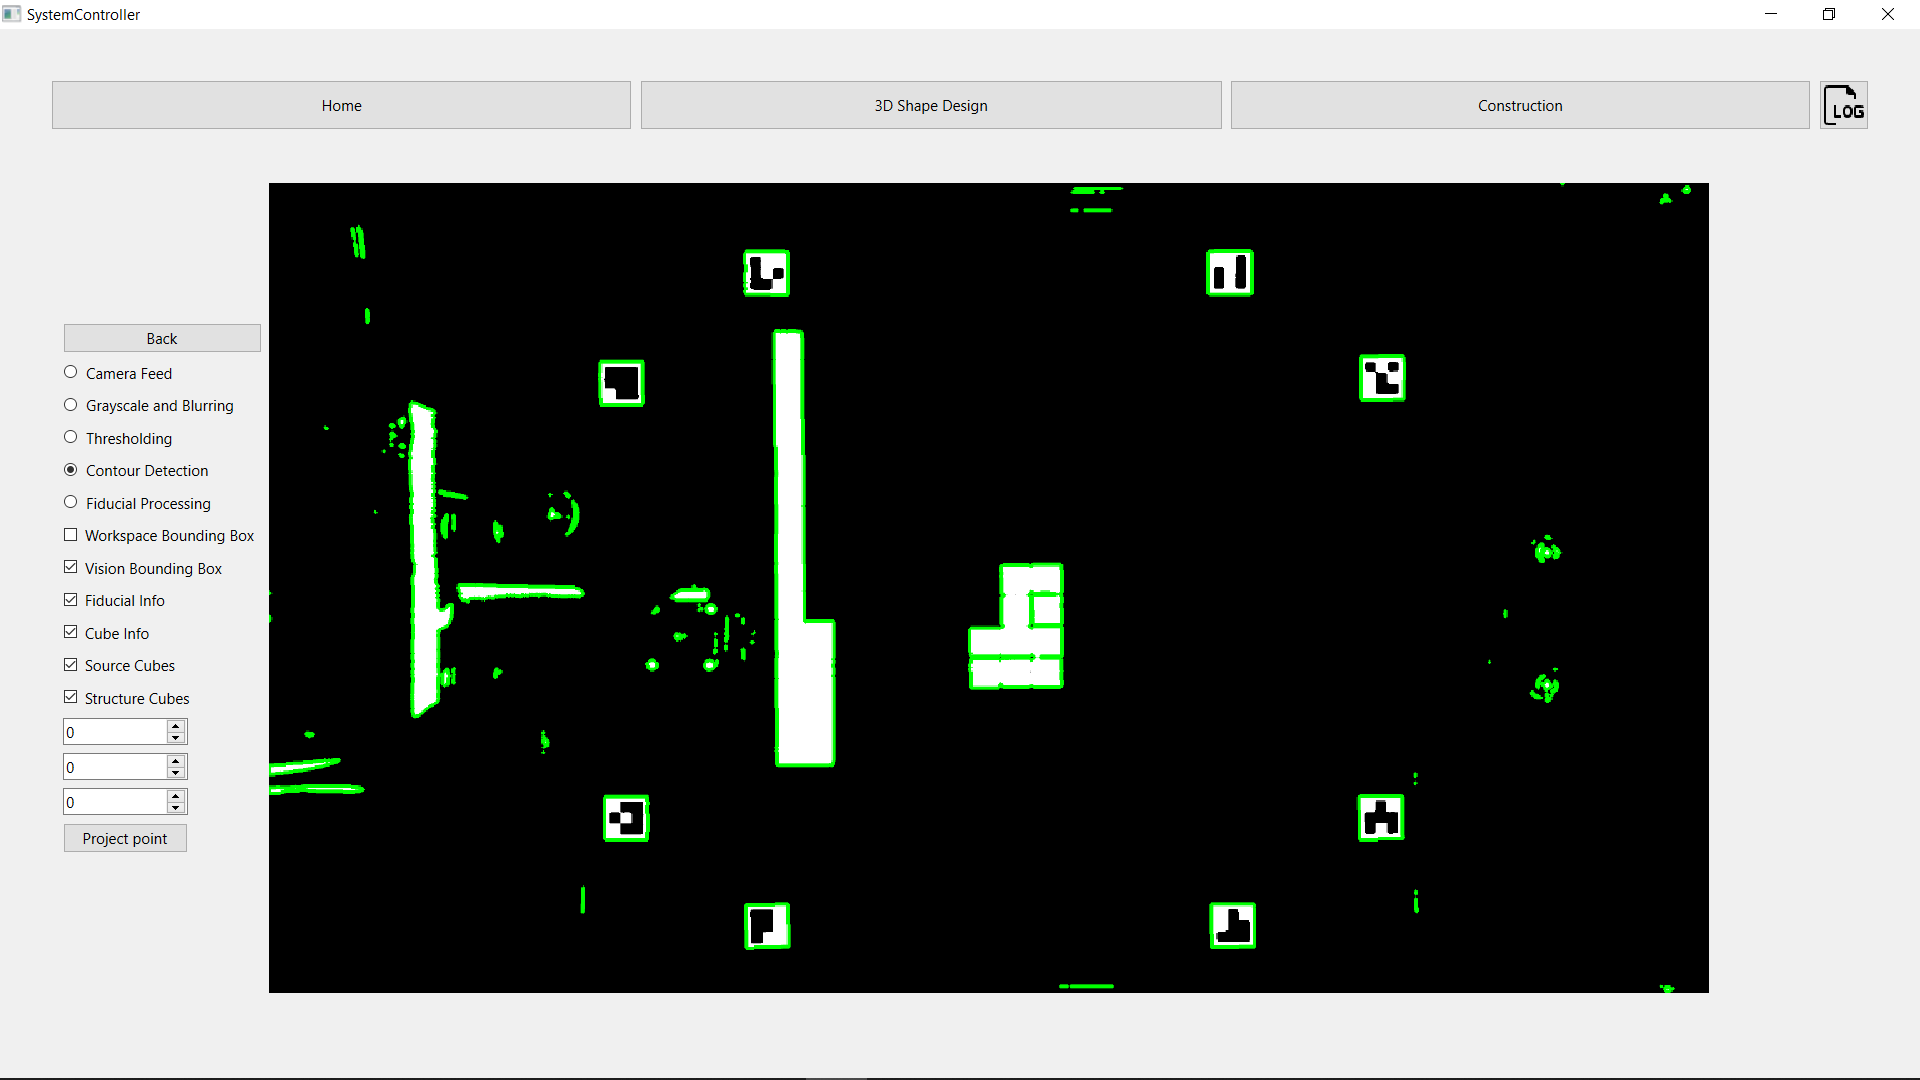 SystemController
Home
3D Shape Design
Construction
LOG
Back
Camera Feed
Grayscale and Blurring
Thresholding
Contour Detection
Fiducial Processing
Workspace Bounding Box
Vision Bounding Box
Fiducial Info
Cube Info
Source Cubes
Structure Cubes
0
0
0
Project point